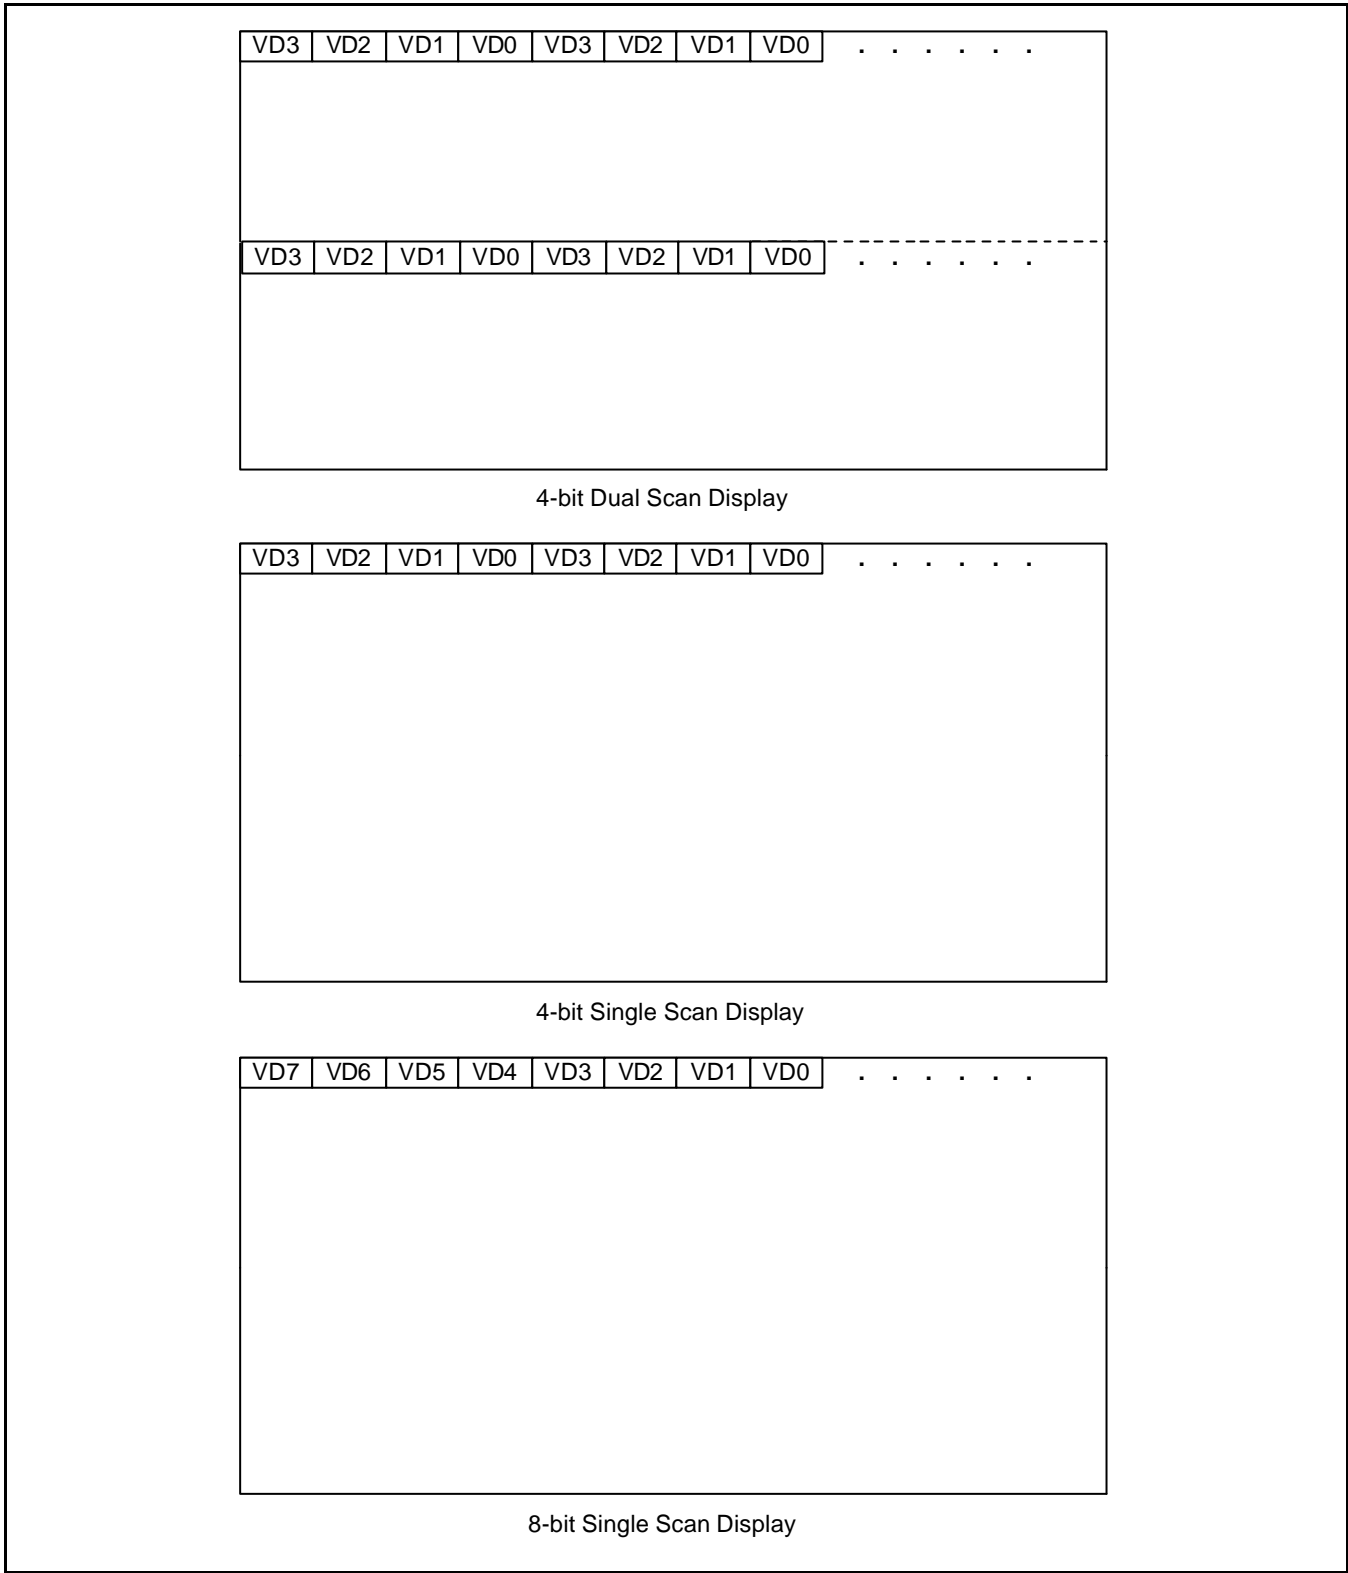 VD3 VD2 VD1 VD0 VD3 VD2 VD1 VD0 . . . . . .
VD3 VD2 VD1 VD0 VD3 VD2 VD1 VD0 . . . . . .
4-bit Dual Scan Display
VD3 VD2 VD1 VD0 VD3 VD2 VD1 VD0 . . . . . .
4-bit Single Scan Display
VD7 VD6 VD5 VD4 VD3 VD2 VD1 VD0 . . . . . .
8-bit Single Scan Display